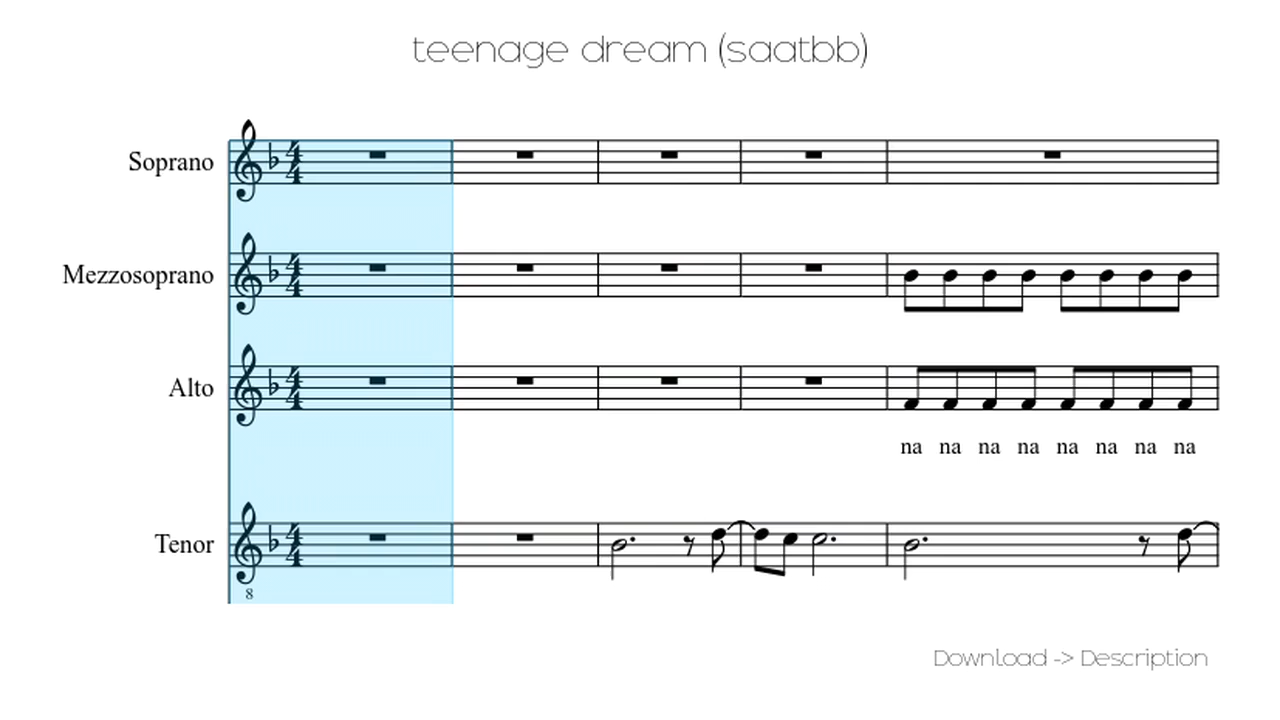 teenage dream (saatbb)
Soprano
Mezzosoprano
Alto
na na na na na na na na
Tenor
8
Download -> Description